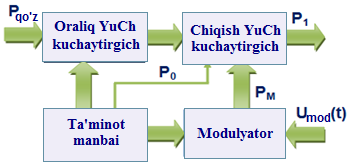 Pqo'z
Oraliq YuCh
kuchaytirgich
Chiqish YuCh
kuchaytirgich
P1
P0
PM
Ta'minot
manbai
Modulyator
Umod(t)